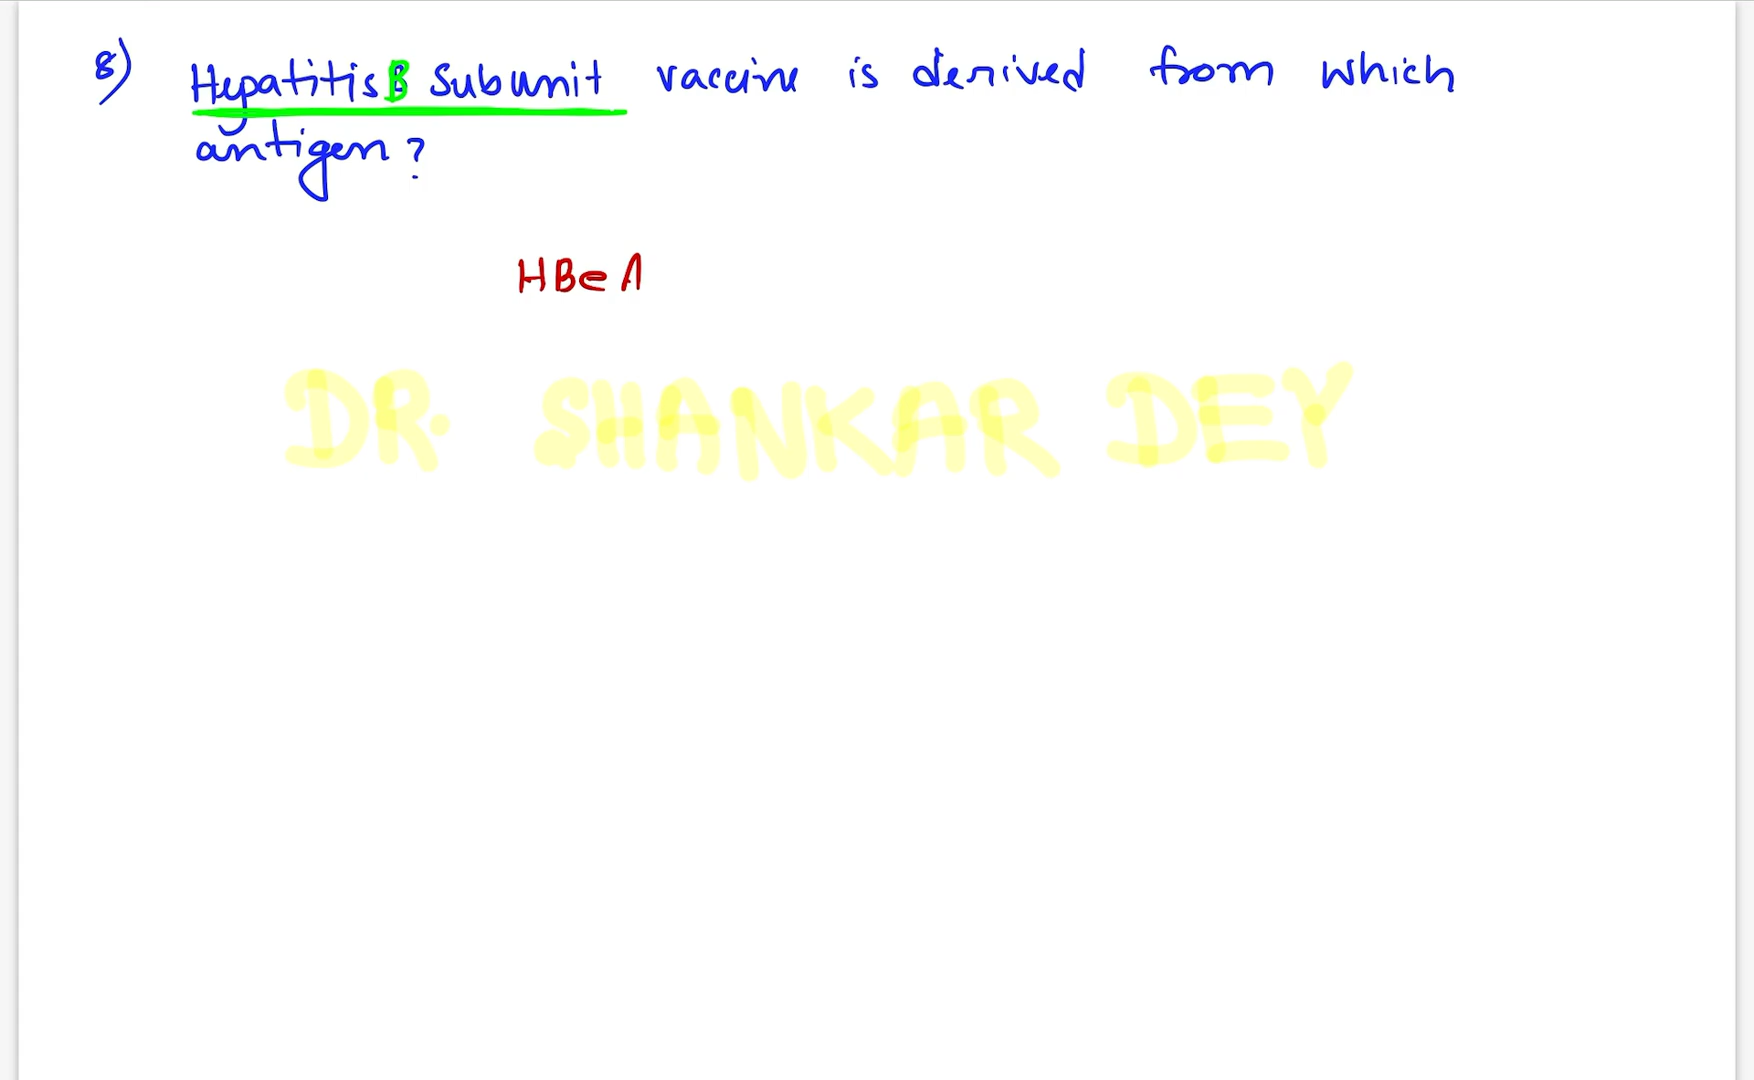 8) Hepatitis B Subunit vaccine is derived from which
antigen?
HBe A
DR. SHANKAR DEY